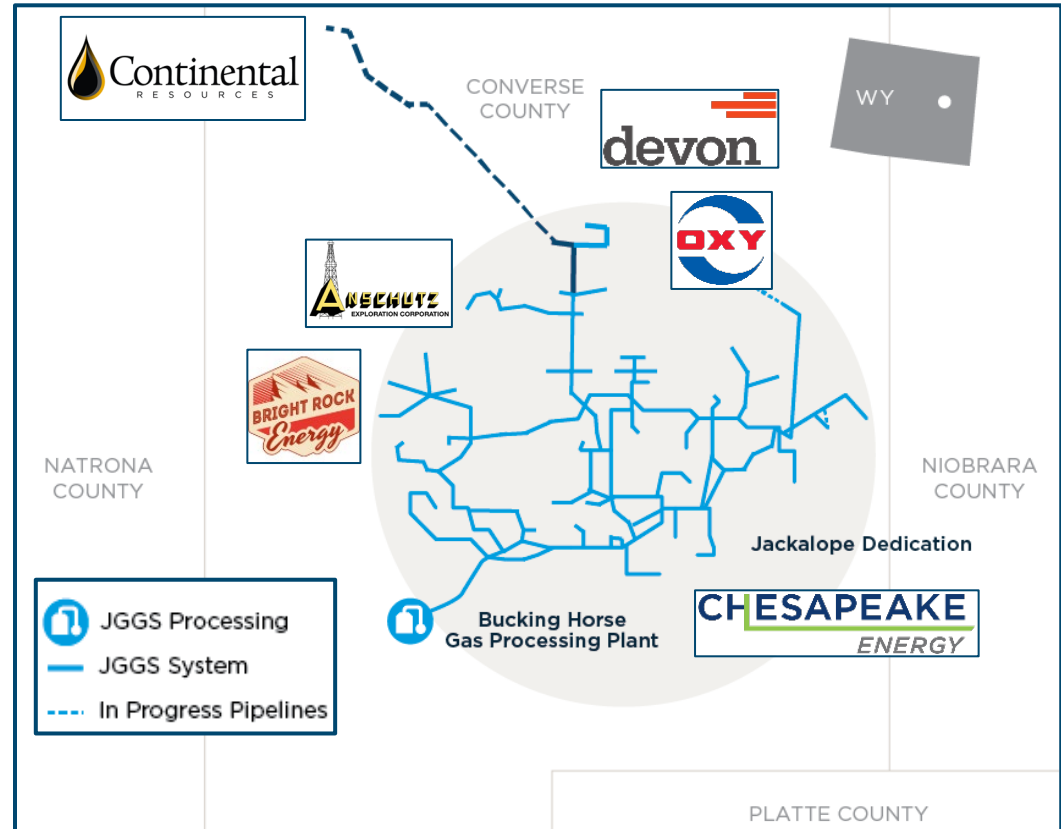 Continental
RESOURCES
CONVERSE
COUNTY
WY
devon
OXY
ANSCHUTZ
EXPLORATION CORPORATION
BRIGHT ROCK
Energy
NATRONA
COUNTY
NIOBRARA
COUNTY
Jackalope Dedication
CHESAPEAKE
ENERGY
Bucking Horse
Gas Processing Plant
JGGS Processing
JGGS System
In Progress Pipelines
PLATTE COUNTY